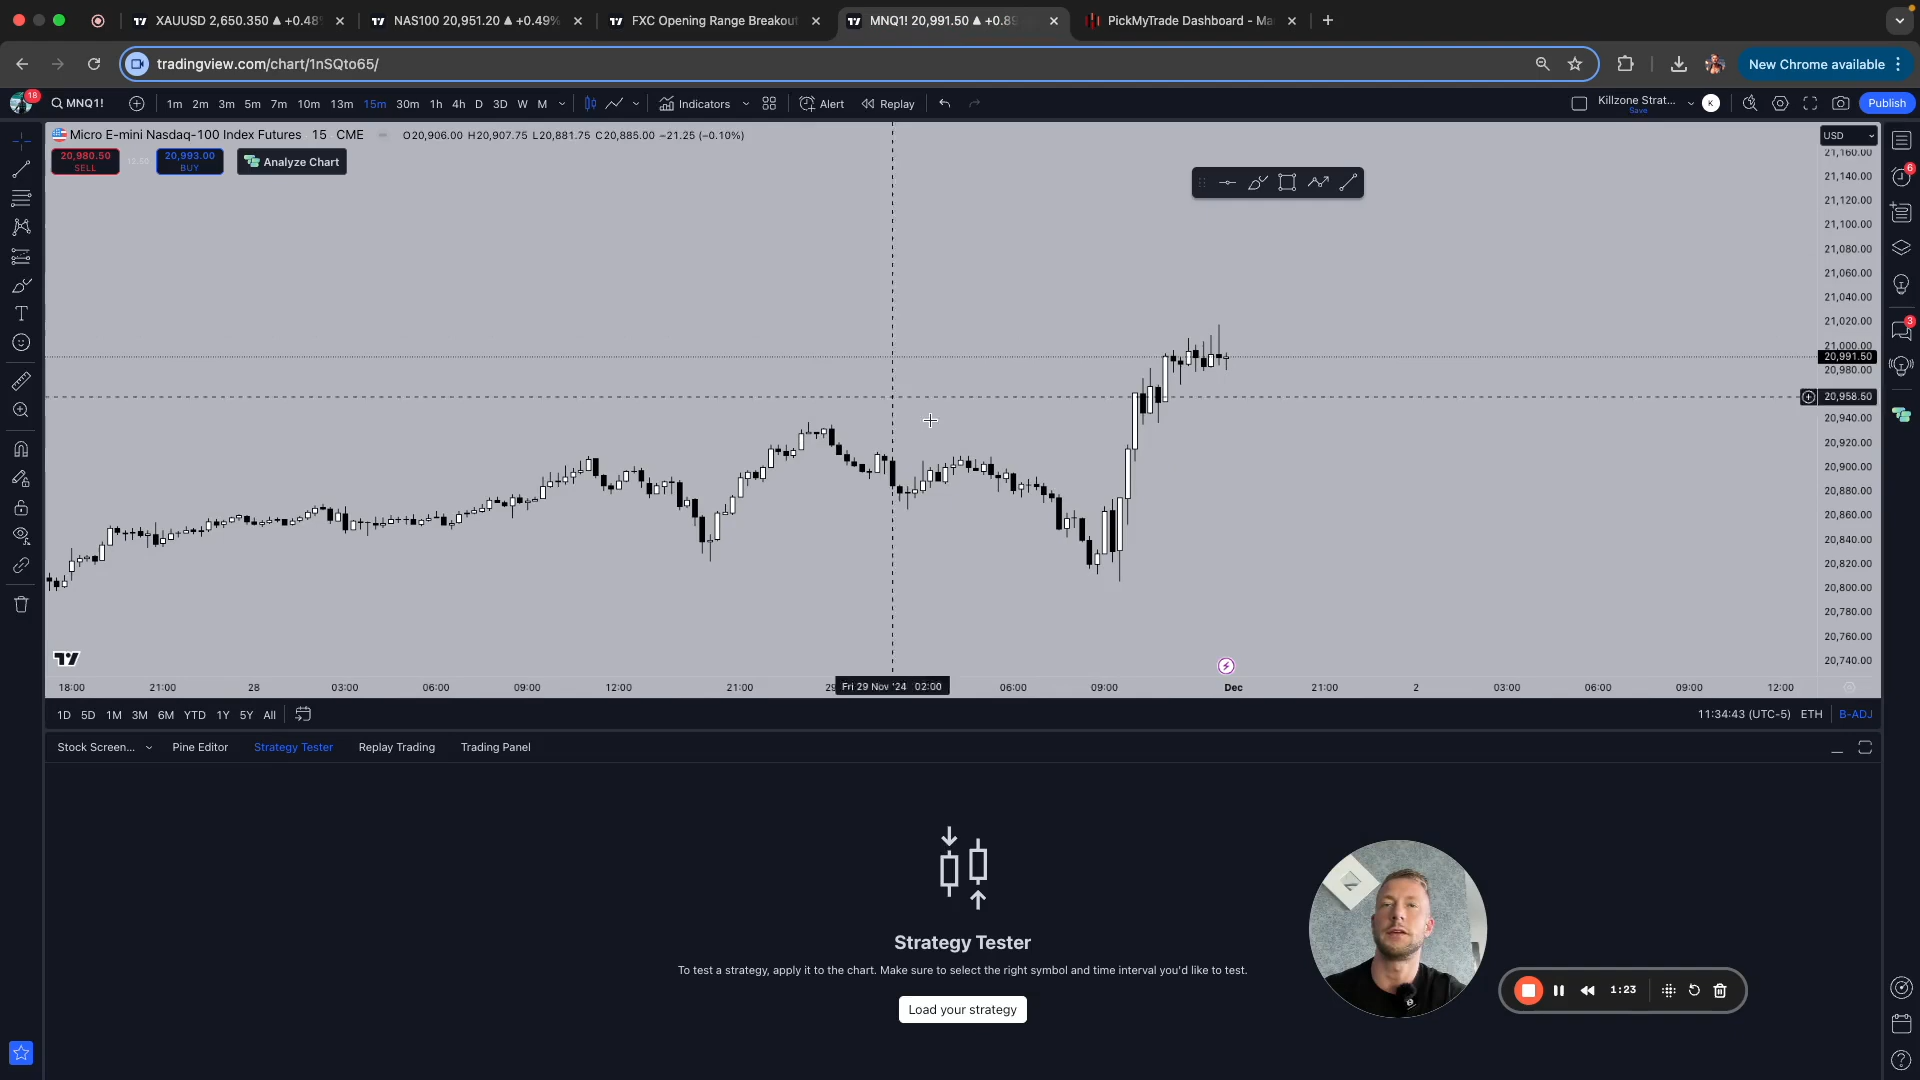 XAUUSD 2,650.350 ▲ +0.48%
NAS100 20,951.20 ▲ +0.49%
FXC Opening Range Breakout
MNQ1! 20,991.50 ▲ +0.89
PickMyTrade Dashboard - Ma
tradingview.com/chart/1nSQto65/
New Chrome available
18
MNQ1!
1m 2m 3m 5m 7m 10m 13m 15m 30m 1h 4h D 3D W M
Indicators
Alert
Replay
Killzone Strat...
Save
K
Publish
Micro E-mini Nasdaq-100 Index Futures 15 CME
O20,906.00 H20,907.75 L20,881.75 C20,885.00 −21.25 (−0.10%)
USD
20,980.50
SELL
12.50
20,993.00
BUY
Analyze Chart
21,160.00
21,140.00
21,120.00
21,100.00
21,080.00
21,060.00
21,040.00
21,020.00
21,000.00
20,991.50
20,980.00
20,958.50
20,940.00
20,920.00
20,900.00
20,880.00
20,860.00
20,840.00
20,820.00
20,800.00
20,780.00
20,760.00
20,740.00
6
3
18:00 21:00 28 03:00 06:00 09:00 12:00 21:00 29 Fri 29 Nov '24 02:00 06:00 09:00 Dec 21:00 2 03:00 06:00 09:00 12:00
1D 5D 1M 3M 6M YTD 1Y 5Y All
11:34:43 (UTC-5) ETH B-ADJ
Stock Screen... Pine Editor Strategy Tester Replay Trading Trading Panel
Strategy Tester
To test a strategy, apply it to the chart. Make sure to select the right symbol and time interval you'd like to test.
Load your strategy
1:23